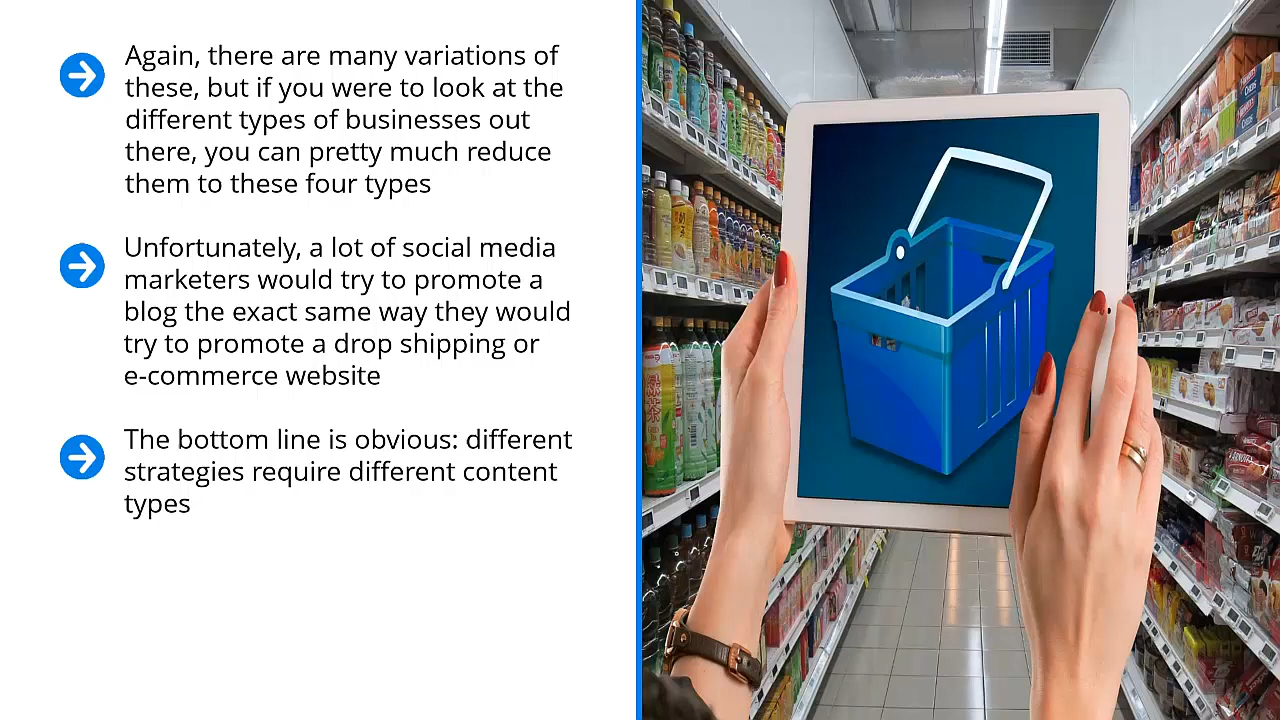 Again, there are many variations of
these, but if you were to look at the
different types of businesses out
there, you can pretty much reduce
them to these four types
Unfortunately, a lot of social media
marketers would try to promote a
blog the exact same way they would
try to promote a drop shipping or
e-commerce website
The bottom line is obvious: different
strategies require different content
types